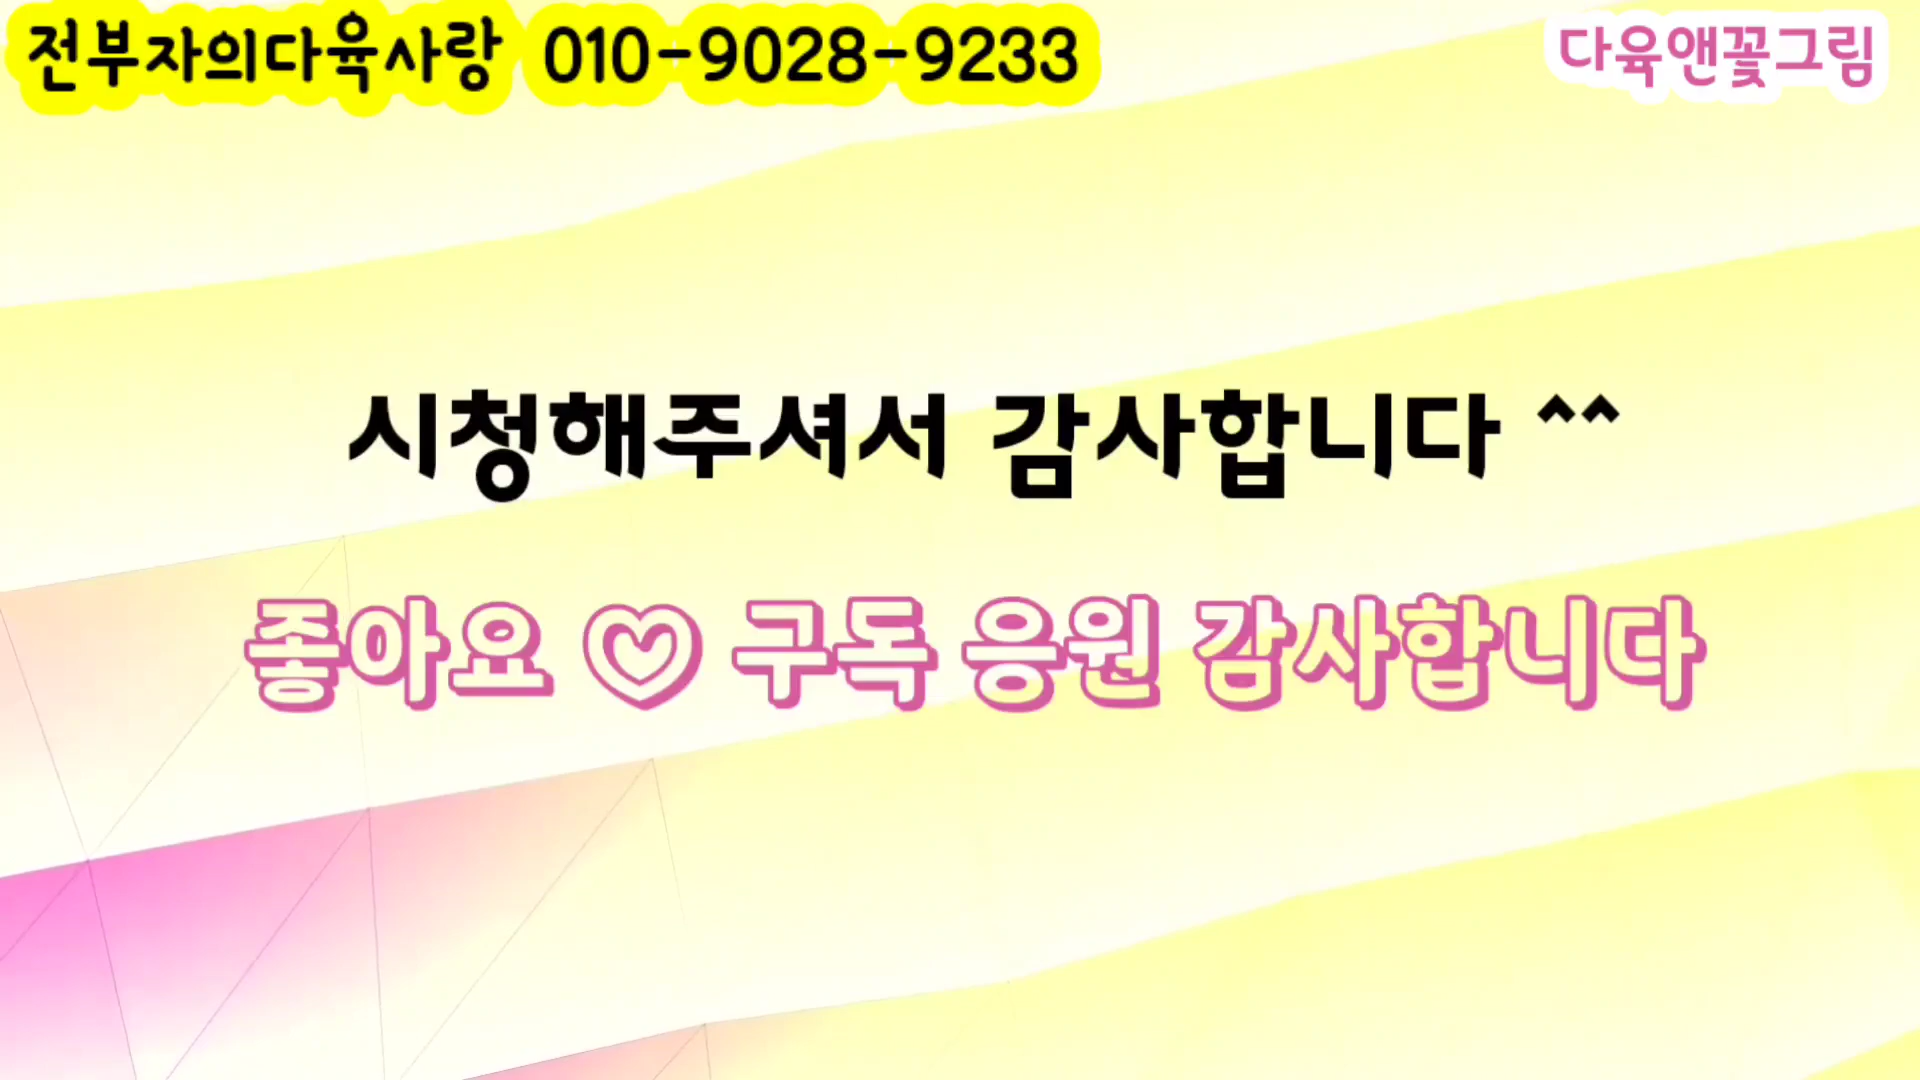 전부자의다육사랑 010-9028-9233
다육앤꽃그림
시청해주셔서 감사합니다 ^^
좋아요 ♡ 구독 응원 감사합니다